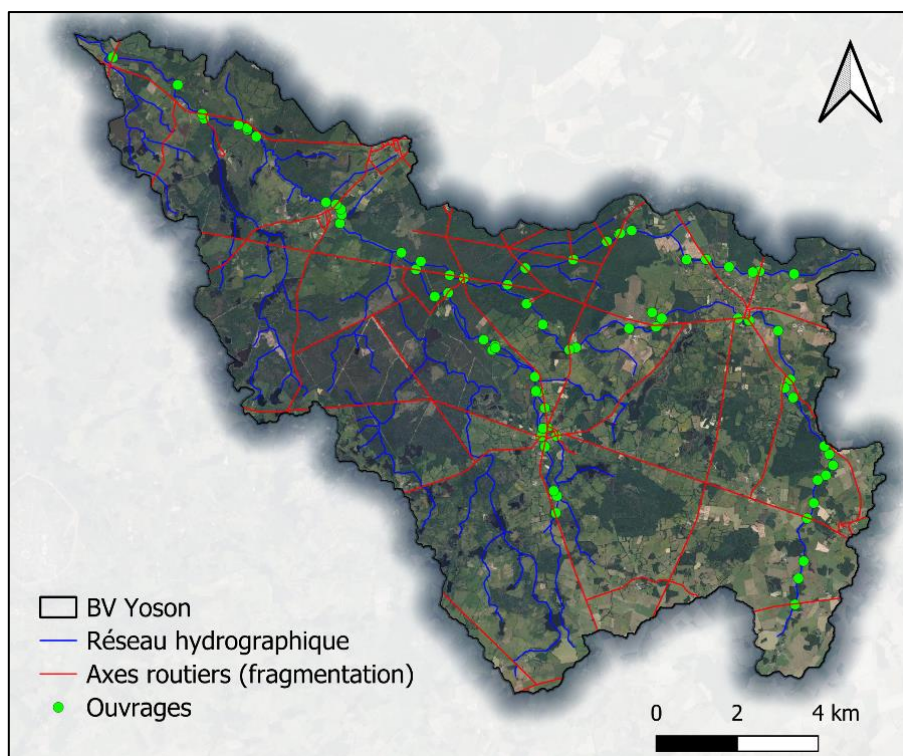 BV Yoson
Réseau hydrographique
Axes routiers (fragmentation)
Ouvrages
0 2 4 km